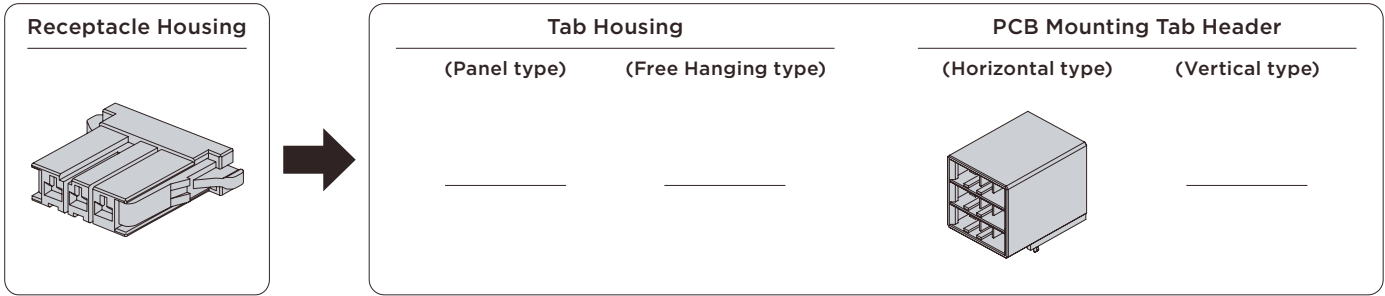 Receptacle Housing
Tab Housing
PCB Mounting Tab Header
(Panel type)
(Free Hanging type)
(Horizontal type)
(Vertical type)